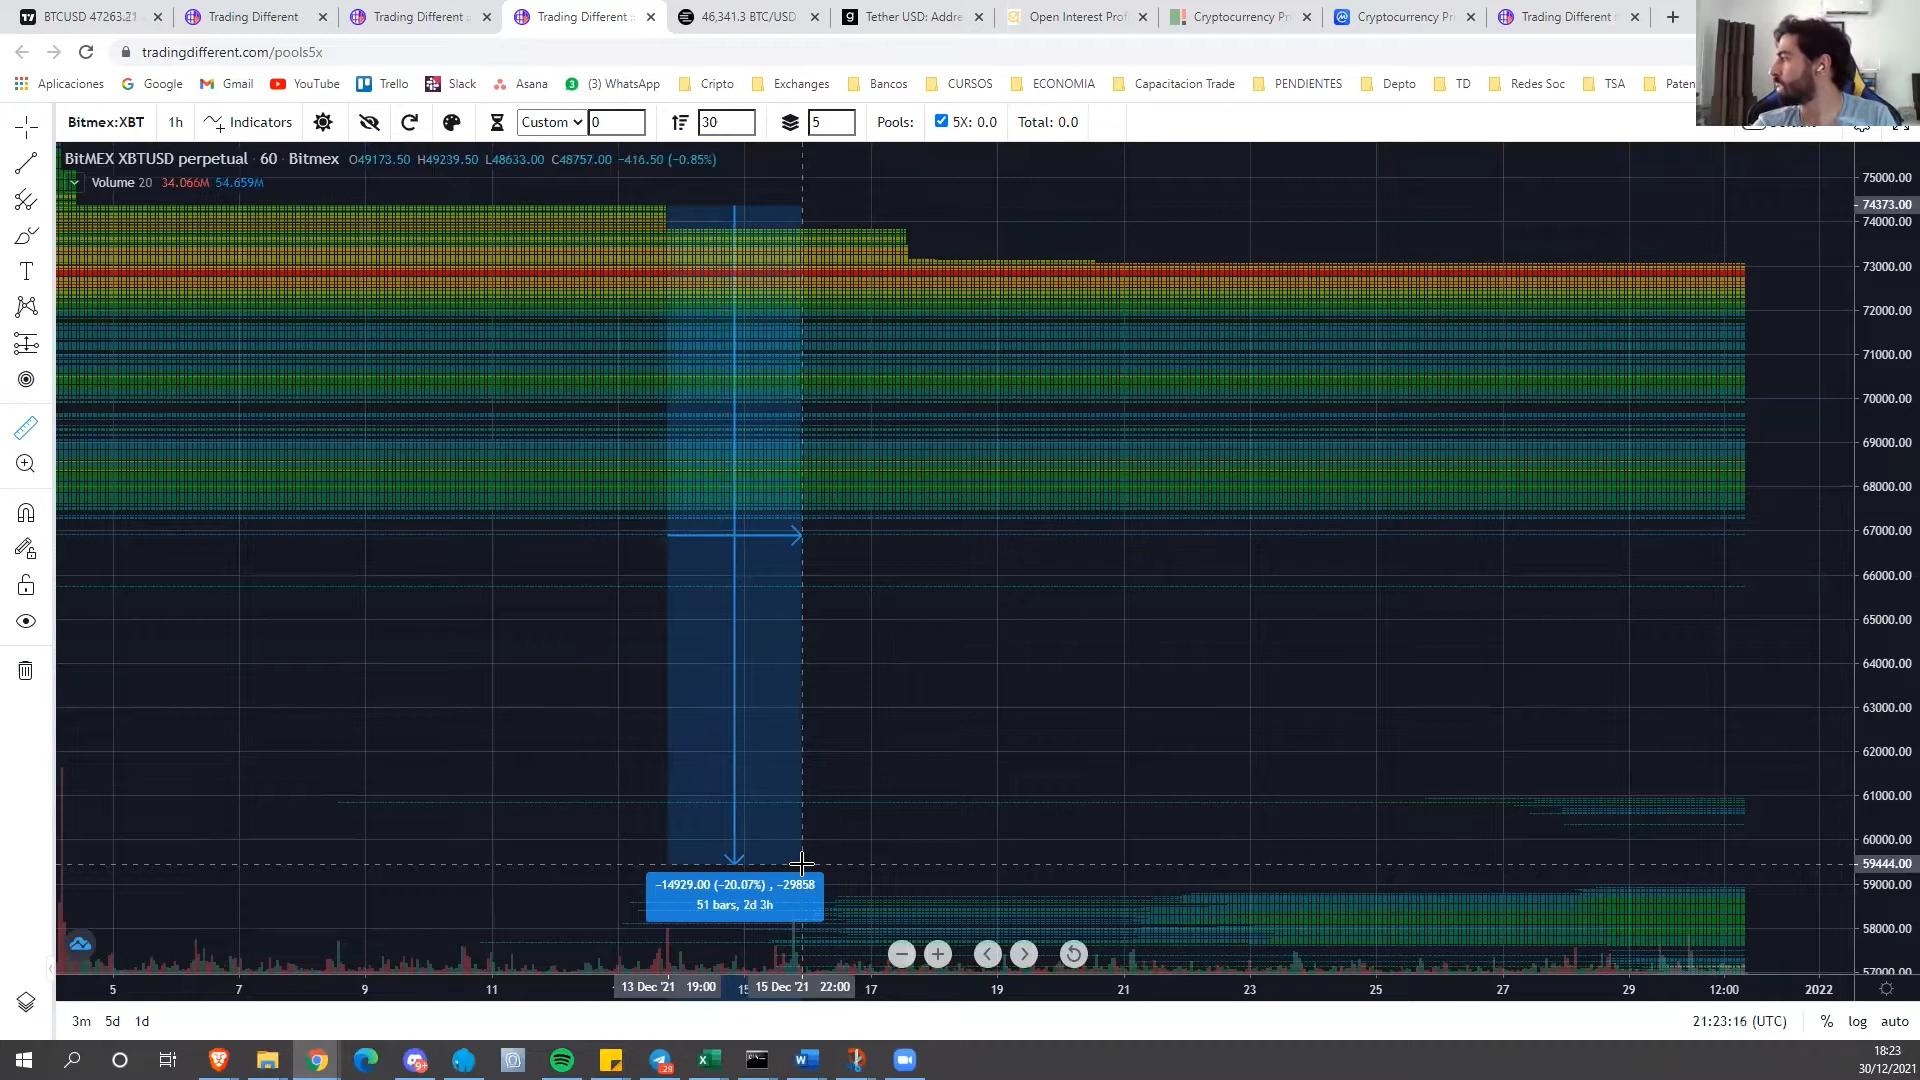 BTCUSD 47263.21
Trading Different
Trading Different
Trading Different
46,341.3 BTC/USD
Tether USD: Addre
Open Interest Prof
Cryptocurrency Pr
Cryptocurrency Pri
Trading Different
tradingdifferent.com/pools5x
Aplicaciones
Google
Gmail
YouTube
Trello
Slack
Asana
(3) WhatsApp
Cripto
Exchanges
Bancos
CURSOS
ECONOMIA
Capacitacion Trade
PENDIENTES
Depto
TD
Redes Soc
TSA
Paten
Bitmex:XBT
1h
Indicators
Custom
0
30
5
Pools:
5X: 0.0
Total: 0.0
BitMEX XBTUSD perpetual · 60 · Bitmex O49173.50 H49239.50 L48633.00 C48757.00 −416.50 (−0.85%)
Volume 20 34.066M 54.659M
75000.00
74373.00
74000.00
73000.00
72000.00
71000.00
70000.00
69000.00
68000.00
67000.00
66000.00
65000.00
64000.00
63000.00
62000.00
61000.00
60000.00
59444.00
59000.00
58000.00
57000.00
−14929.00 (−20.07%) , −29858
51 bars, 2d 3h
5
7
9
11
13 Dec '21 19:00
15 Dec '21 22:00
17
19
21
23
25
27
29
12:00
2022
3m
5d
1d
21:23:16 (UTC)
%
log
auto
18:23
30/12/2021